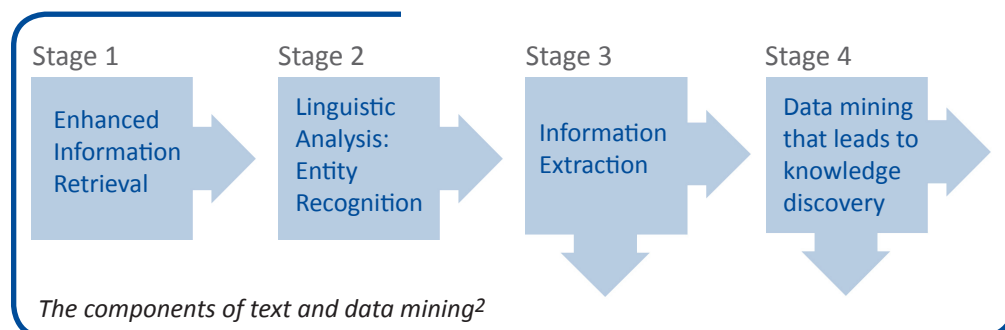 Stage 1
Enhanced
Information
Retrieval
Stage 2
Linguistic
Analysis:
Entity
Recognition
Stage 3
Information
Extraction
Stage 4
Data mining
that leads to
knowledge
discovery
The components of text and data mining²